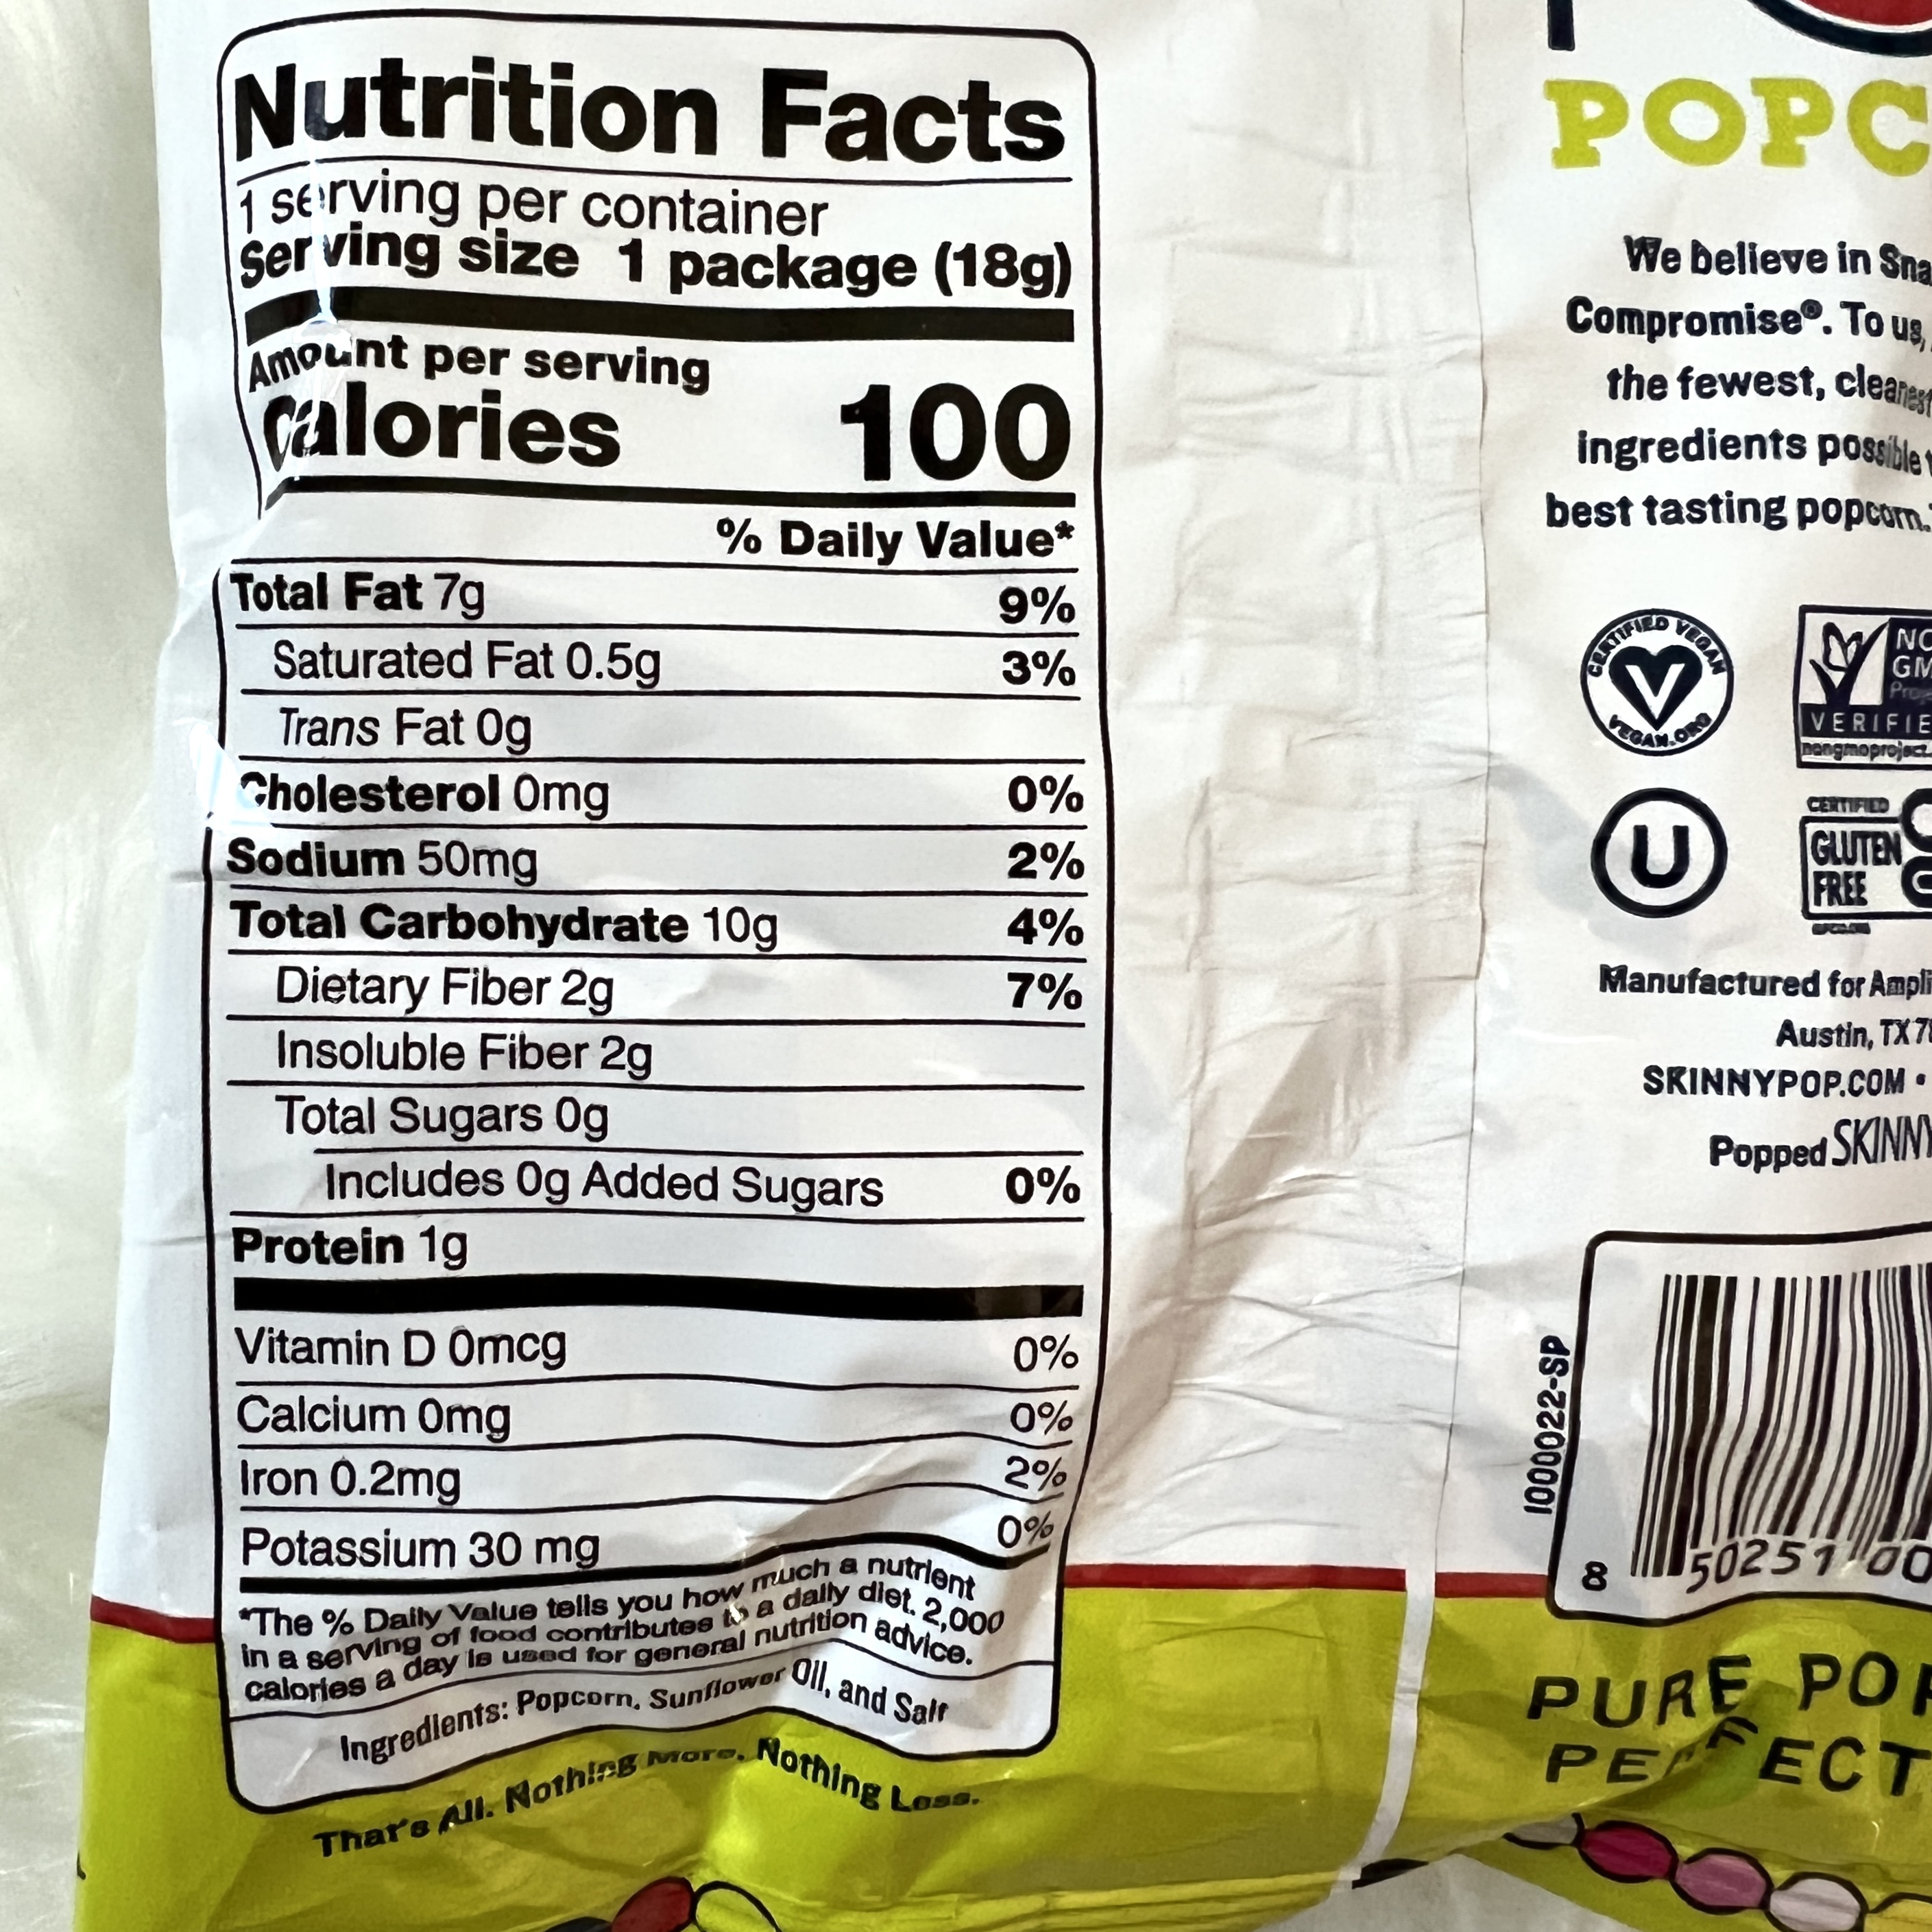 Nutrition Facts
1 serving per container
Serving size 1 package (18g)
Amount per serving
Calories 100
% Daily Value*
Total Fat 7g 9%
Saturated Fat 0.5g 3%
Trans Fat 0g
Cholesterol 0mg 0%
Sodium 50mg 2%
Total Carbohydrate 10g 4%
Dietary Fiber 2g 7%
Insoluble Fiber 2g
Total Sugars 0g
Includes 0g Added Sugars 0%
Protein 1g
Vitamin D 0mcg 0%
Calcium 0mg 0%
Iron 0.2mg 2%
Potassium 30 mg 0%
*The % Daily Value tells you how much a nutrient
in a serving of food contributes to a daily diet. 2,000
calories a day is used for general nutrition advice.
Ingredients: Popcorn, Sunflower Oil, and Salt
That's All. Nothing More. Nothing Less.
POPC
We believe in Sna
Compromise®. To us,
the fewest, cleanest
ingredients possible
best tasting popcorn.
CERTIFIED VEGAN
V
VEGAN.ORG
NO
GM
VERIFIE
nongmoproject.
U
CERTIFIED
GLUTEN
FREE
Manufactured for Ampli
Austin, TX 7
SKINNYPOP.COM •
Popped SKINNY
100022-SP
8 50251 00
PURE POP
PERFECT